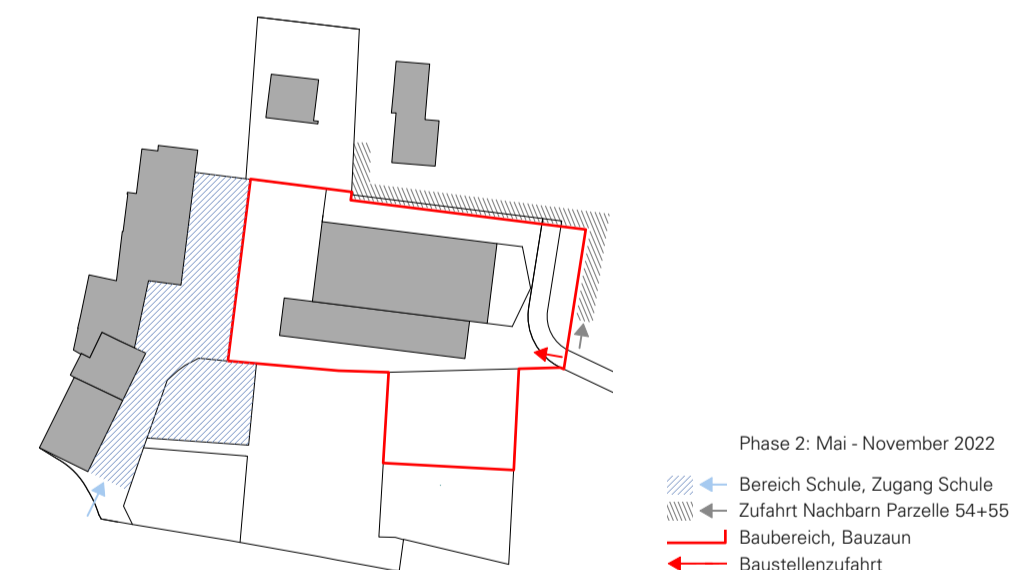 Phase 2: Mai - November 2022
Bereich Schule, Zugang Schule
Zufahrt Nachbarn Parzelle 54+55
Baubereich, Bauzaun
Baustellenzufahrt